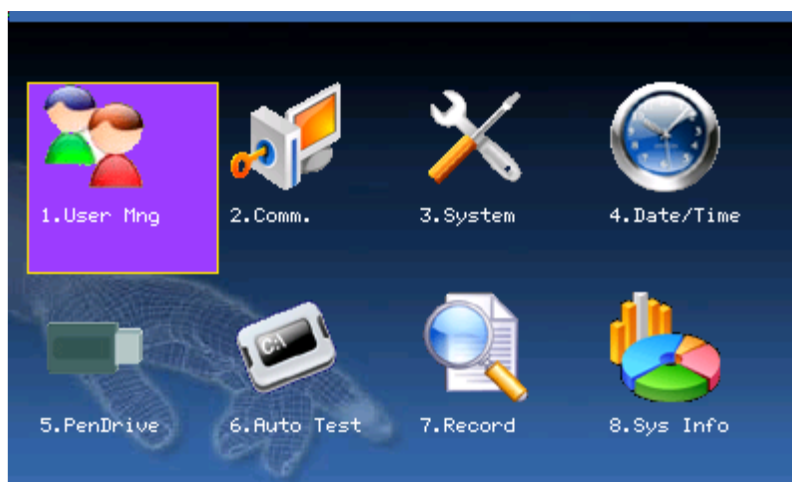 1.User Mng
2.Comm.
3.System
4.Date/Time
5.PenDrive
C:\
6.Auto Test
7.Record
8.Sys Info